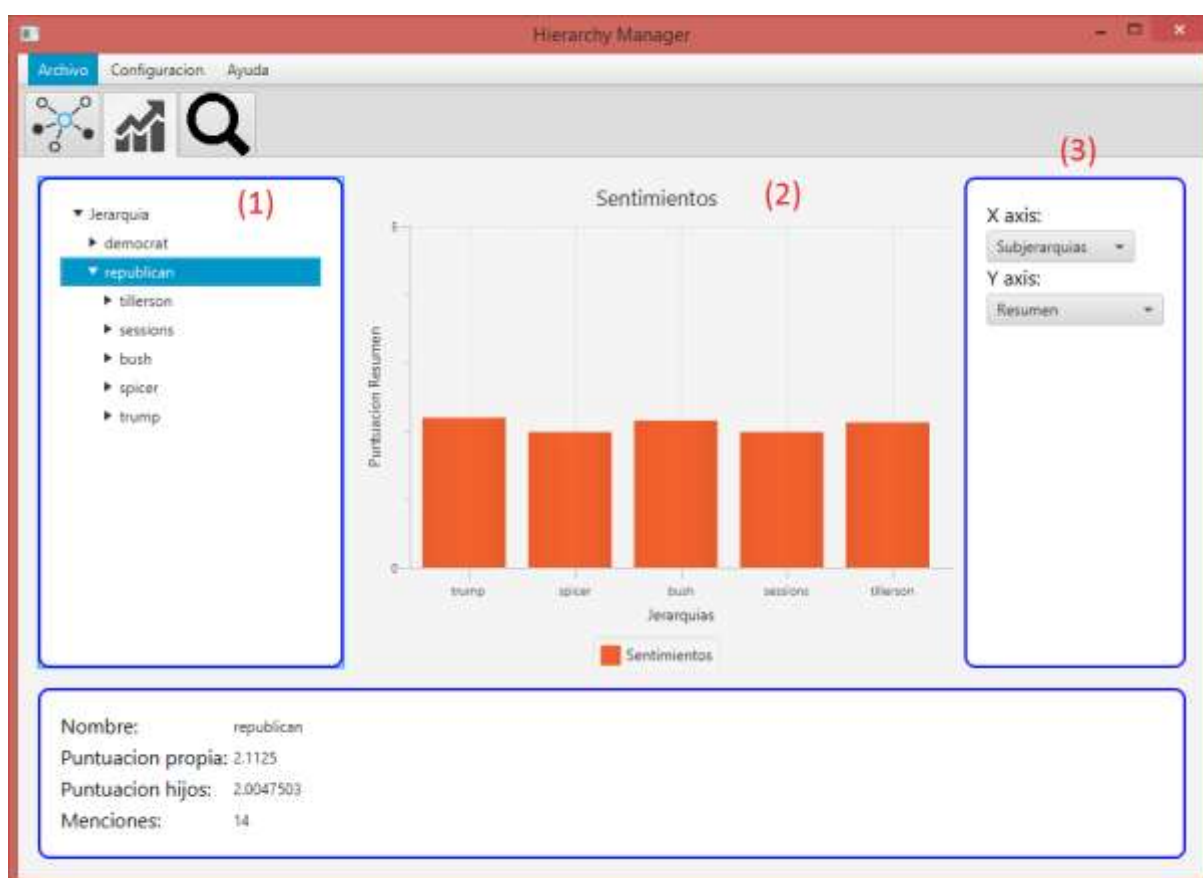 Hierarchy Manager
Archivo Configuracion Ayuda
(1)
Jerarquia
democrat
republican
tillerson
sessions
bush
spicer
trump
Sentimientos
(2)
5
Puntuacion Resumen
0
trump spicer bush sessions tillerson
Jerarquias
Sentimientos
(3)
X axis:
Subjerarquias
Y axis:
Resumen
Nombre: republican
Puntuacion propia: 2.1125
Puntuacion hijos: 2.0047503
Menciones: 14